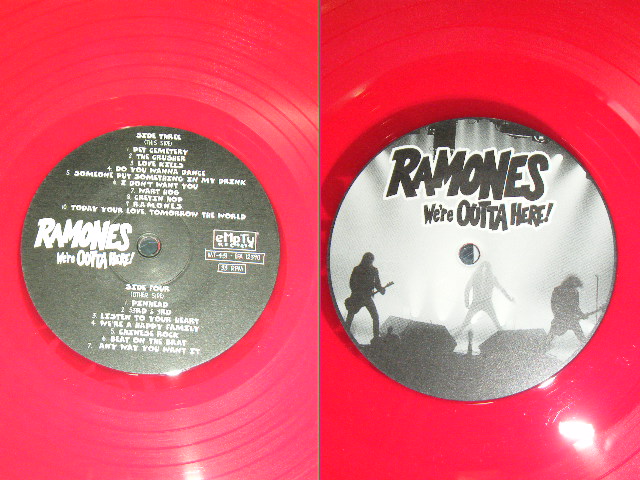 SIDE THREE
(THIS SIDE)
1. PET CEMETERY
2. THE CRUSHER
3. LOVE KILLS
4. DO YOU WANNA DANCE
5. SOMEONE PUT SOMETHING IN MY DRINK
6. I DON'T WANT YOU
7. WART HOG
8. CRETIN HOP
9. RAMONES
10. TODAY YOUR LOVE, TOMORROW THE WORLD
RAMONES
WE'RE OUTTA HERE!
eMpTy
RECORDS
33 RPM
SIDE FOUR
(OTHER SIDE)
1. PINHEAD
2. 53RD & 3RD
3. LISTEN TO YOUR HEART
4. WE'RE A HAPPY FAMILY
5. CHINESE ROCK
6. BEAT ON THE BRAT
7. ANY WAY YOU WANT IT
RAMONES
WE'RE OUTTA HERE!